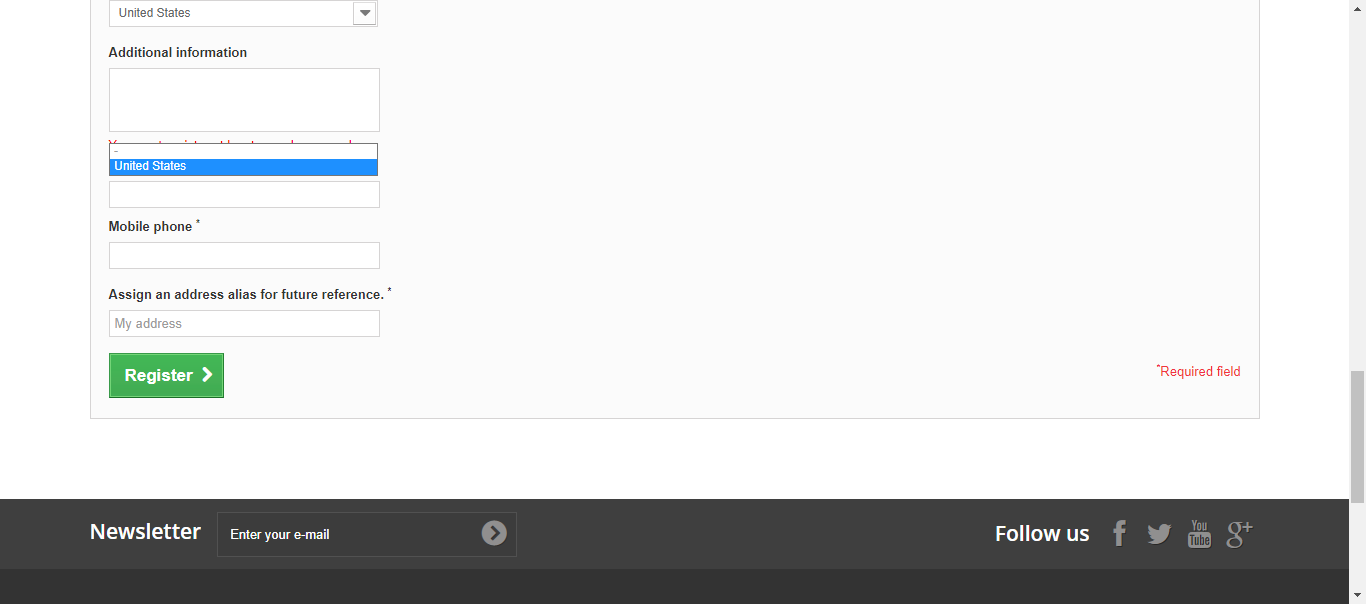 United States
Additional information
-
United States
Mobile phone *
Assign an address alias for future reference. *
My address
Register
*Required field
Newsletter
Enter your e-mail
Follow us
f
You Tube
g+